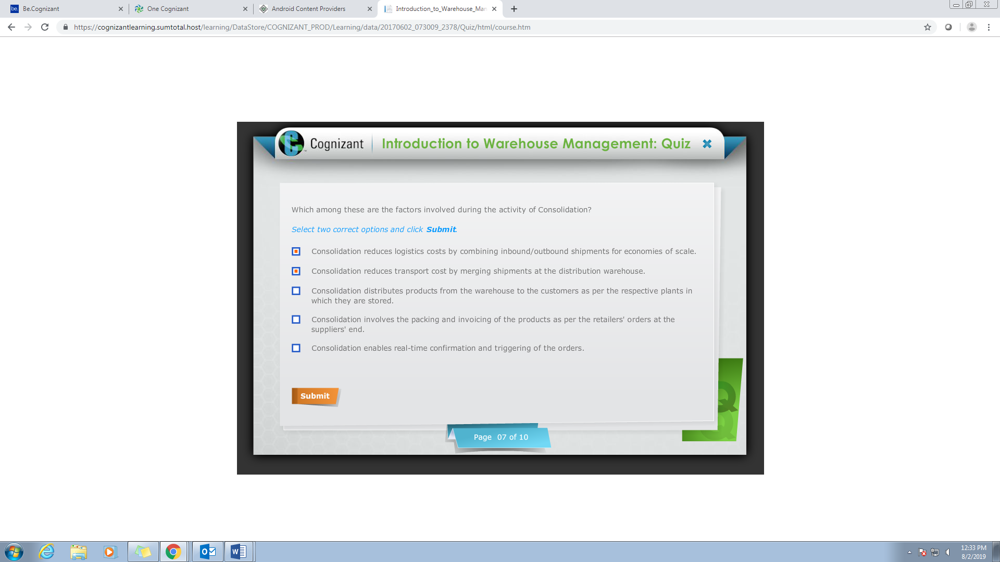 Be.Cognizant
One Cognizant
Android Content Providers
Introduction_to_Warehouse_Man
https://cognizantlearning.sumtotal.host/learning/DataStore/COGNIZANT_PROD/Learning/data/20170602_073009_2378/Quiz/html/course.htm
Cognizant
Introduction to Warehouse Management: Quiz
Which among these are the factors involved during the activity of Consolidation?
Select two correct options and click Submit.
Consolidation reduces logistics costs by combining inbound/outbound shipments for economies of scale.
Consolidation reduces transport cost by merging shipments at the distribution warehouse.
Consolidation distributes products from the warehouse to the customers as per the respective plants in
which they are stored.
Consolidation involves the packing and invoicing of the products as per the retailers' orders at the
suppliers' end.
Consolidation enables real-time confirmation and triggering of the orders.
Submit
Page 07 of 10
12:33 PM
8/2/2019